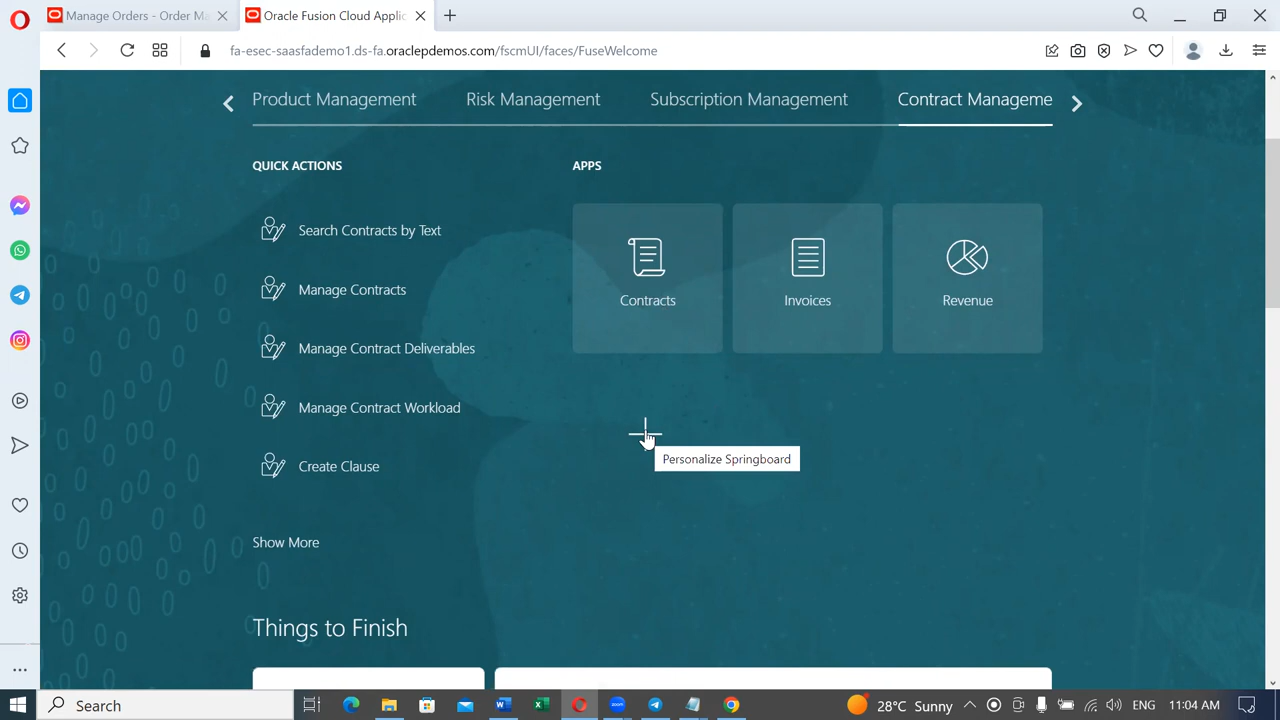 Manage Orders - Order Ma
Oracle Fusion Cloud Applic
fa-esec-saasfademo1.ds-fa.oraclepdemos.com/fscmUI/faces/FuseWelcome
Product Management
Risk Management
Subscription Management
Contract Manageme
QUICK ACTIONS
APPS
Search Contracts by Text
Manage Contracts
Manage Contract Deliverables
Manage Contract Workload
Create Clause
Show More
Contracts
Invoices
Revenue
Personalize Springboard
Things to Finish
Search
zoom
28°C Sunny
ENG
11:04 AM